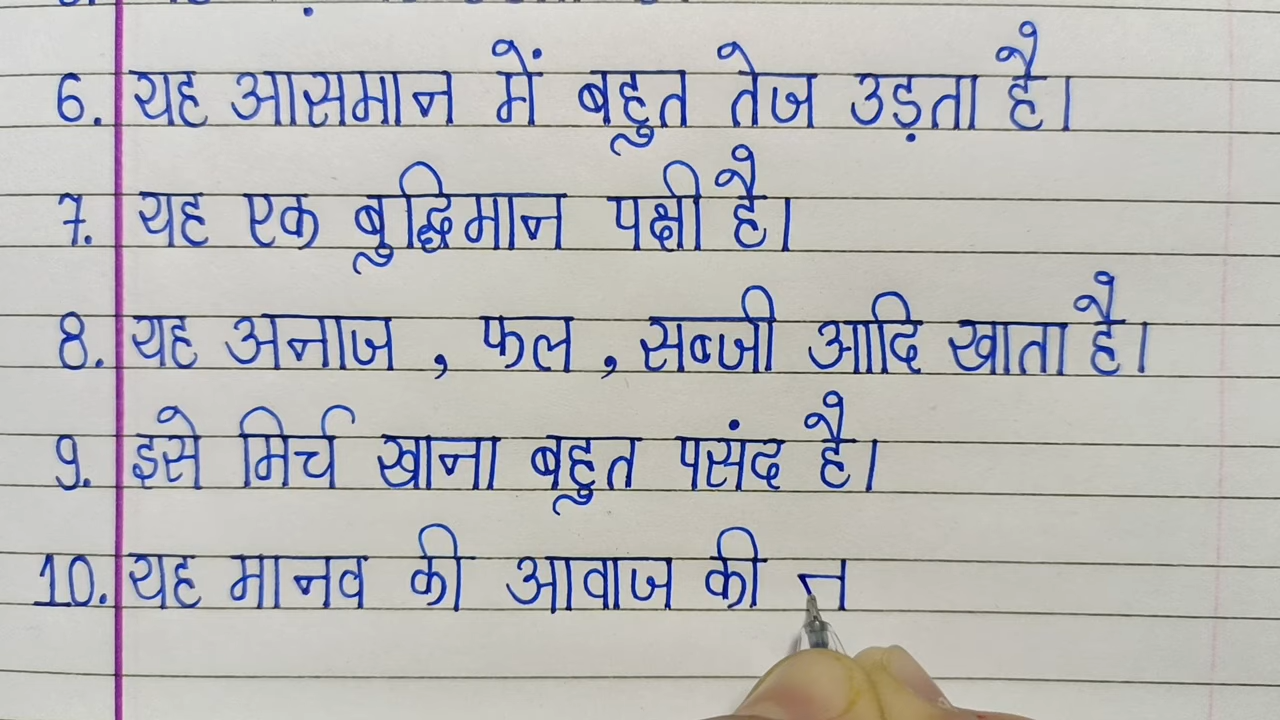 6. यह आसमान में बहुत तेज उड़ता है।
7. यह एक बुद्धिमान पक्षी है।
8. यह अनाज , फल , सब्जी आदि खाता है।
9. इसे मिर्च खाना बहुत पसंद है।
10. यह मानव की आवाज की न